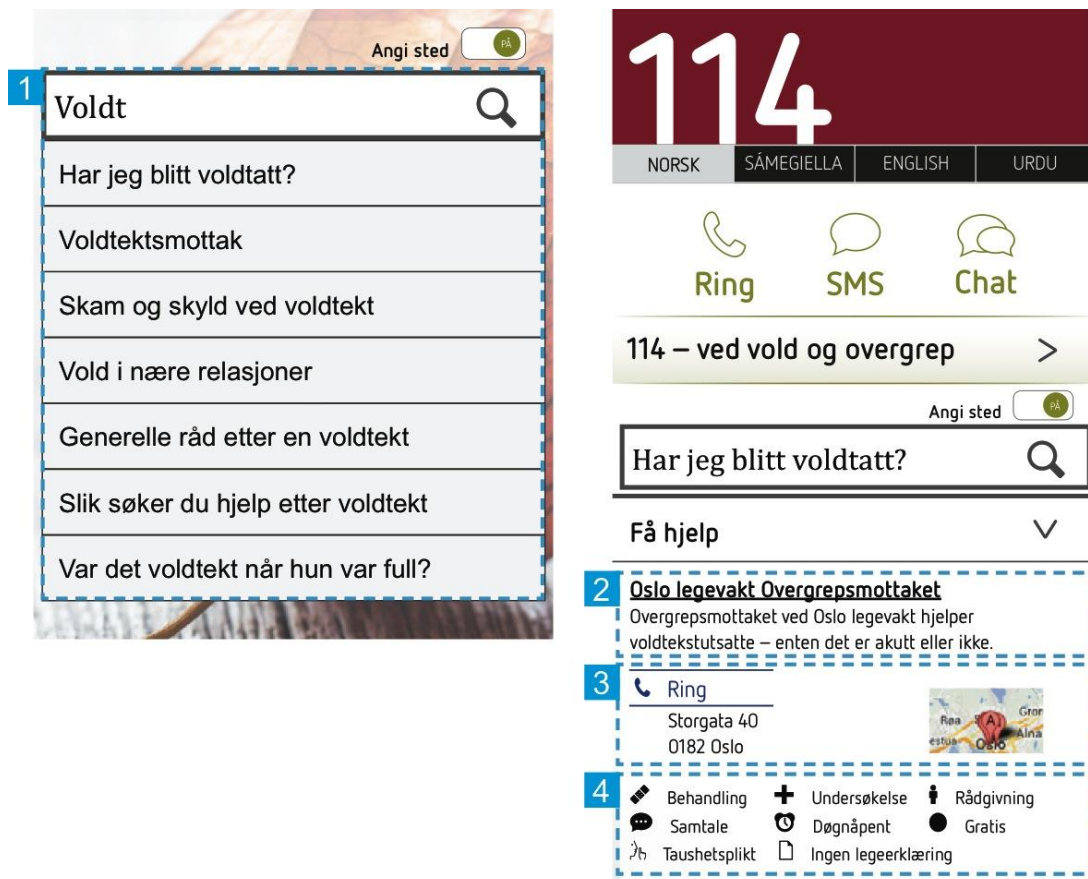 Angi sted PÅ
1
Voldt
Har jeg blitt voldtatt?
Voldtektsmottak
Skam og skyld ved voldtekt
Vold i nære relasjoner
Generelle råd etter en voldtekt
Slik søker du hjelp etter voldtekt
Var det voldtekt når hun var full?
114
NORSK SÁMEGIELLA ENGLISH URDU
Ring SMS Chat
114 – ved vold og overgrep >
Angi sted PÅ
Har jeg blitt voldtatt?
Få hjelp
2
Oslo legevakt Overgrepsmottaket
Overgrepsmottaket ved Oslo legevakt hjelper
voldtekstutsatte – enten det er akutt eller ikke.
3
Ring
Storgata 40
0182 Oslo
Røa A Gror
estua Oslo Alna
4
Behandling Undersøkelse Rådgivning
Samtale Døgnåpent Gratis
Taushetsplikt Ingen legeerklæring